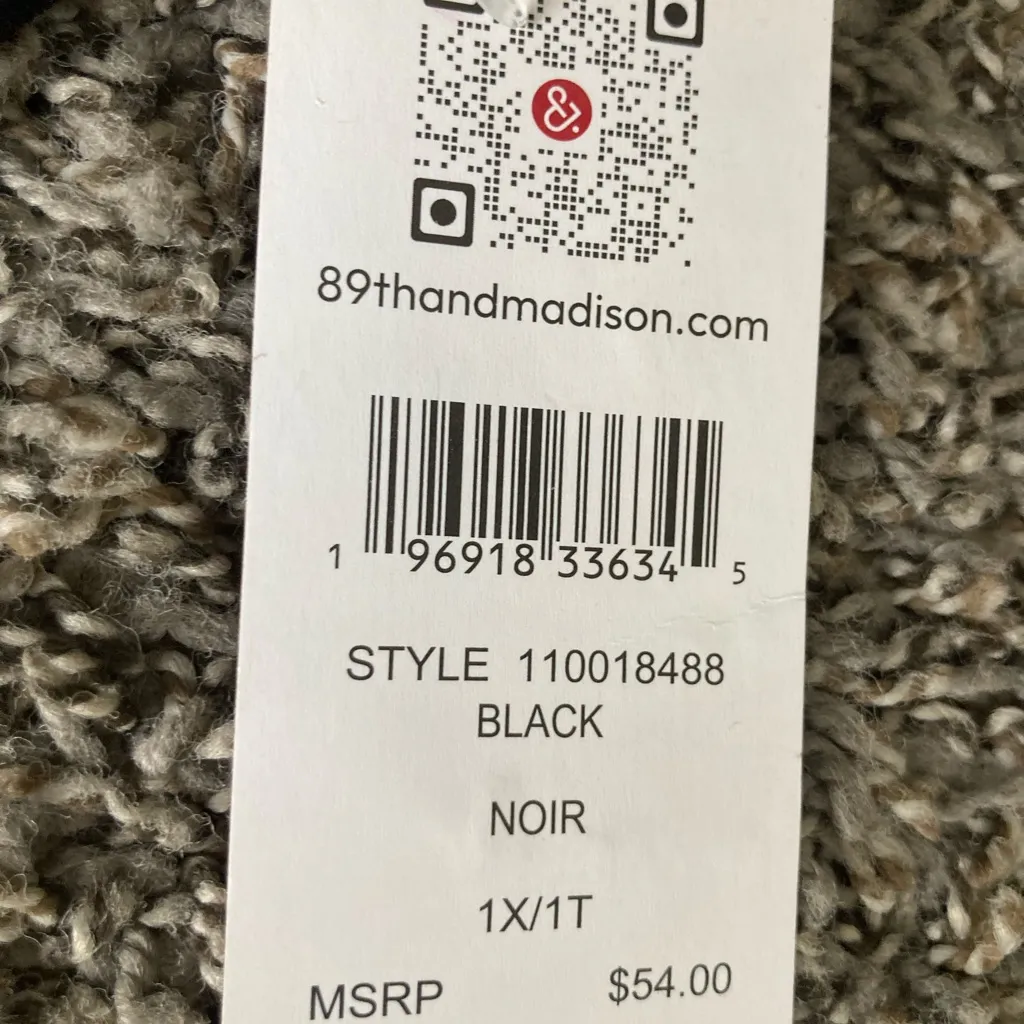 &.
89thandmadison.com
1 96918 33634 5
STYLE 110018488
BLACK
NOIR
1X/1T
MSRP $54.00